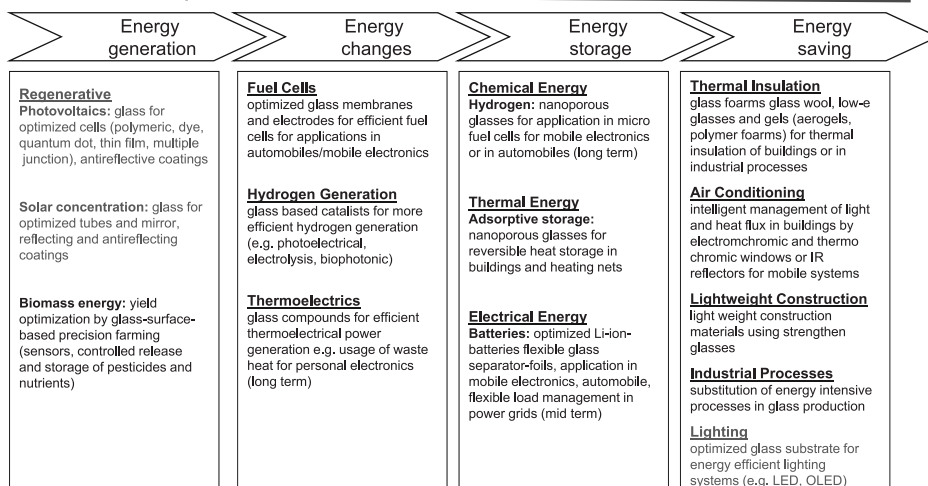 Energy
generation
Energy
changes
Energy
storage
Energy
saving
Regenerative
Photovoltaics: glass for
optimized cells (polymeric, dye,
quantum dot, thin film, multiple
junction), antireflective coatings
Solar concentration: glass for
optimized tubes and mirror,
reflecting and antireflecting
coatings
Biomass energy: yield
optimization by glass-surface-
based precision farming
(sensors, controlled release
and storage of pesticides and
nutrients)
Fuel Cells
optimized glass membranes
and electrodes for efficient fuel
cells for applications in
automobiles/mobile electronics
Hydrogen Generation
glass based catalists for more
efficient hydrogen generation
(e.g. photoelectrical,
electrolysis, biophotonic)
Thermoelectrics
glass compounds for efficient
thermoelectrical power
generation e.g. usage of waste
heat for personal electronics
(long term)
Chemical Energy
Hydrogen: nanoporous
glasses for application in micro
fuel cells for mobile electronics
or in automobiles (long term)
Thermal Energy
Adsorptive storage:
nanoporous glasses for
reversible heat storage in
buildings and heating nets
Electrical Energy
Batteries: optimized Li-ion-
batteries flexible glass
separator-foils, application in
mobile electronics, automobile,
flexible load management in
power grids (mid term)
Thermal Insulation
glass foarms glass wool, low-e
glasses and gels (aerogels,
polymer foarms) for thermal
insulation of buildings or in
industrial processes
Air Conditioning
intelligent management of light
and heat flux in buildings by
electromchromic and thermo
chromic windows or IR
reflectors for mobile systems
Lightweight Construction
light weight construction
materials using strengthen
glasses
Industrial Processes
substitution of energy intensive
processes in glass production
Lighting
optimized glass substrate for
energy efficient lighting
systems (e.g. LED, OLED)